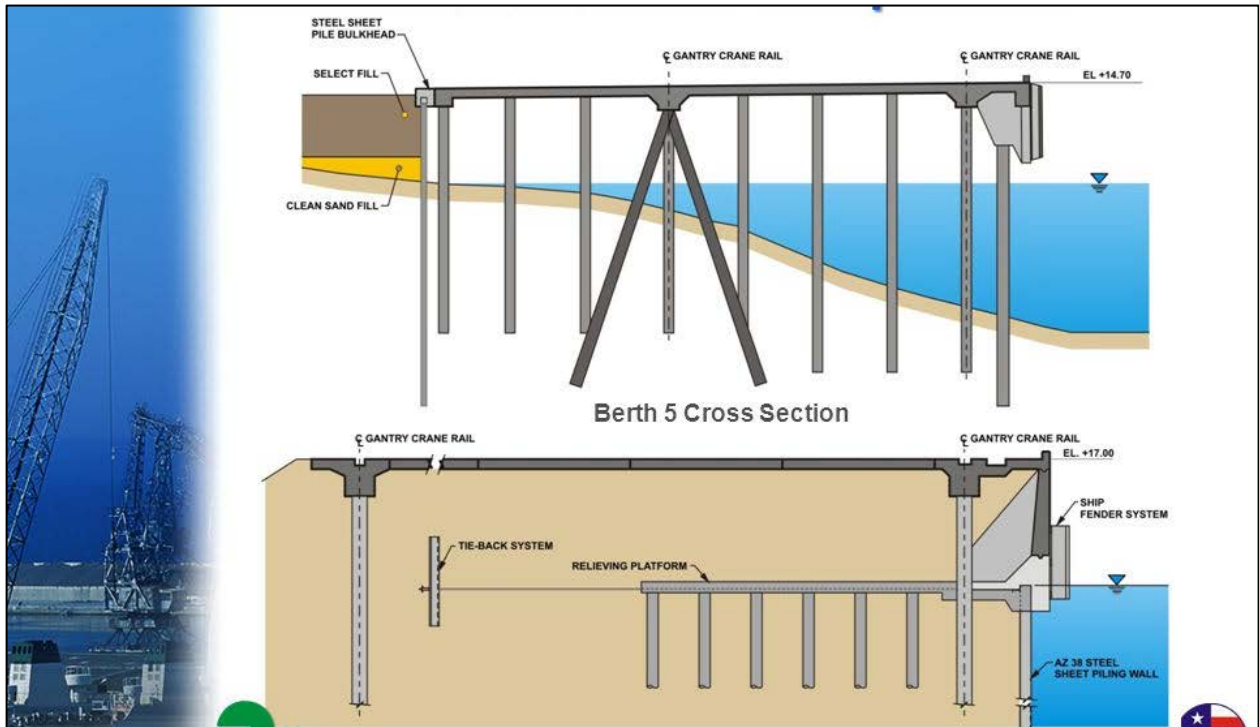 STEEL SHEET
PILE BULKHEAD
SELECT FILL
CLEAN SAND FILL
℄ GANTRY CRANE RAIL
℄ GANTRY CRANE RAIL
EL +14.70
Berth 5 Cross Section
℄ GANTRY CRANE RAIL
℄ GANTRY CRANE RAIL
EL. +17.00
SHIP
FENDER SYSTEM
TIE-BACK SYSTEM
RELIEVING PLATFORM
AZ 38 STEEL
SHEET PILING WALL